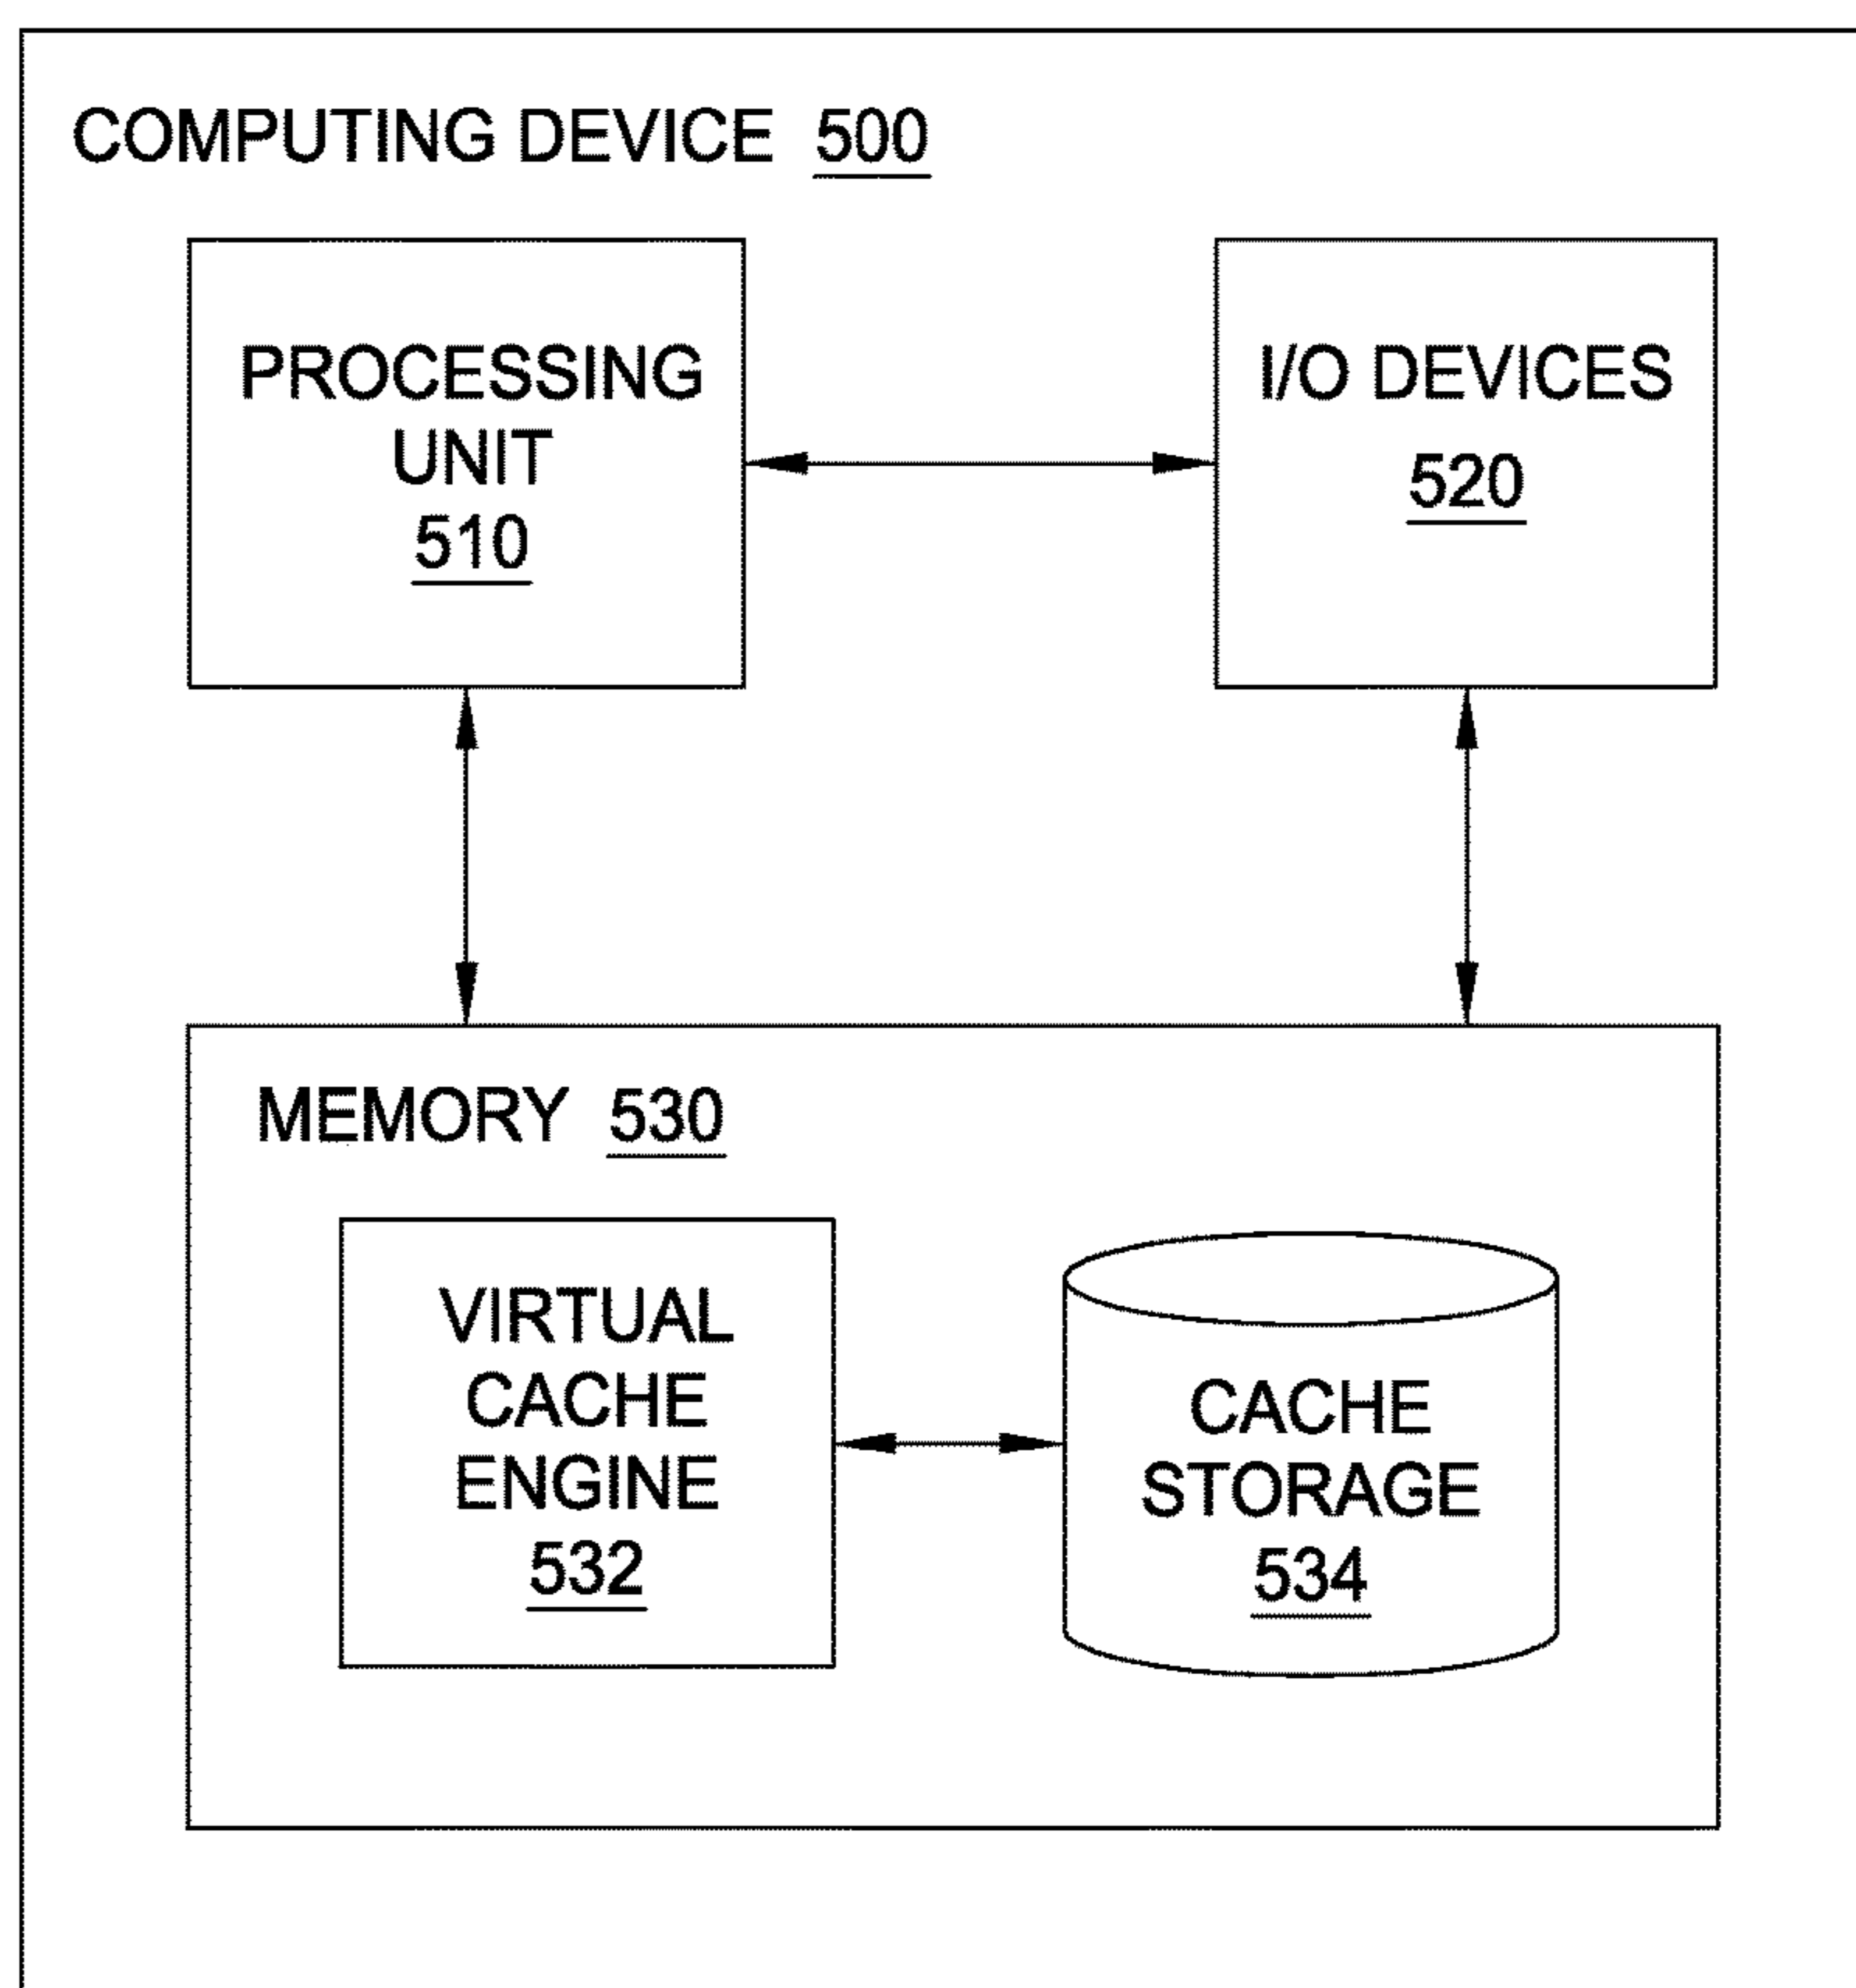 COMPUTING DEVICE 500
PROCESSING
UNIT
510
I/O DEVICES
520
MEMORY 530
VIRTUAL
CACHE
ENGINE
532
CACHE
STORAGE
534